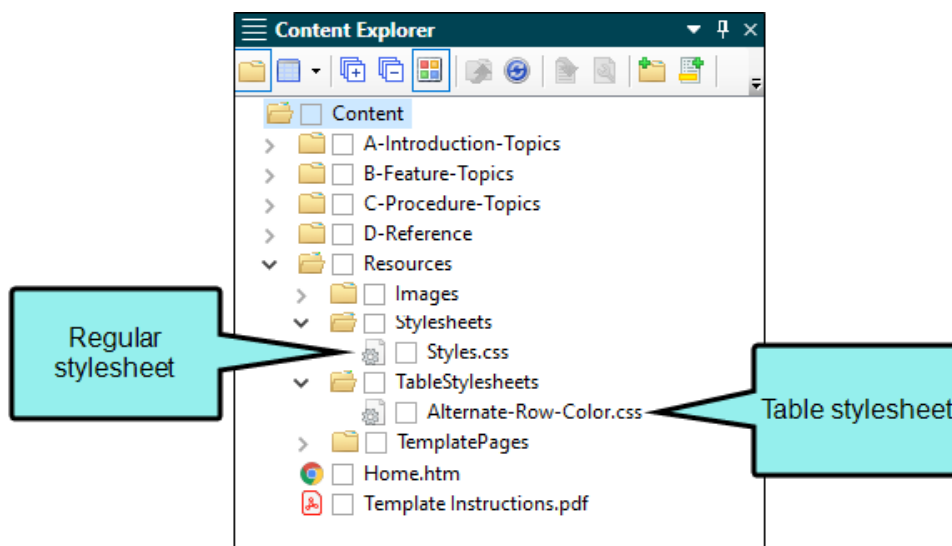 Content Explorer
Content
A-Introduction-Topics
B-Feature-Topics
C-Procedure-Topics
D-Reference
Resources
Images
Stylesheets
Regular
stylesheet
Styles.css
TableStylesheets
Alternate-Row-Color.css
Table stylesheet
TemplatePages
Home.htm
Template Instructions.pdf